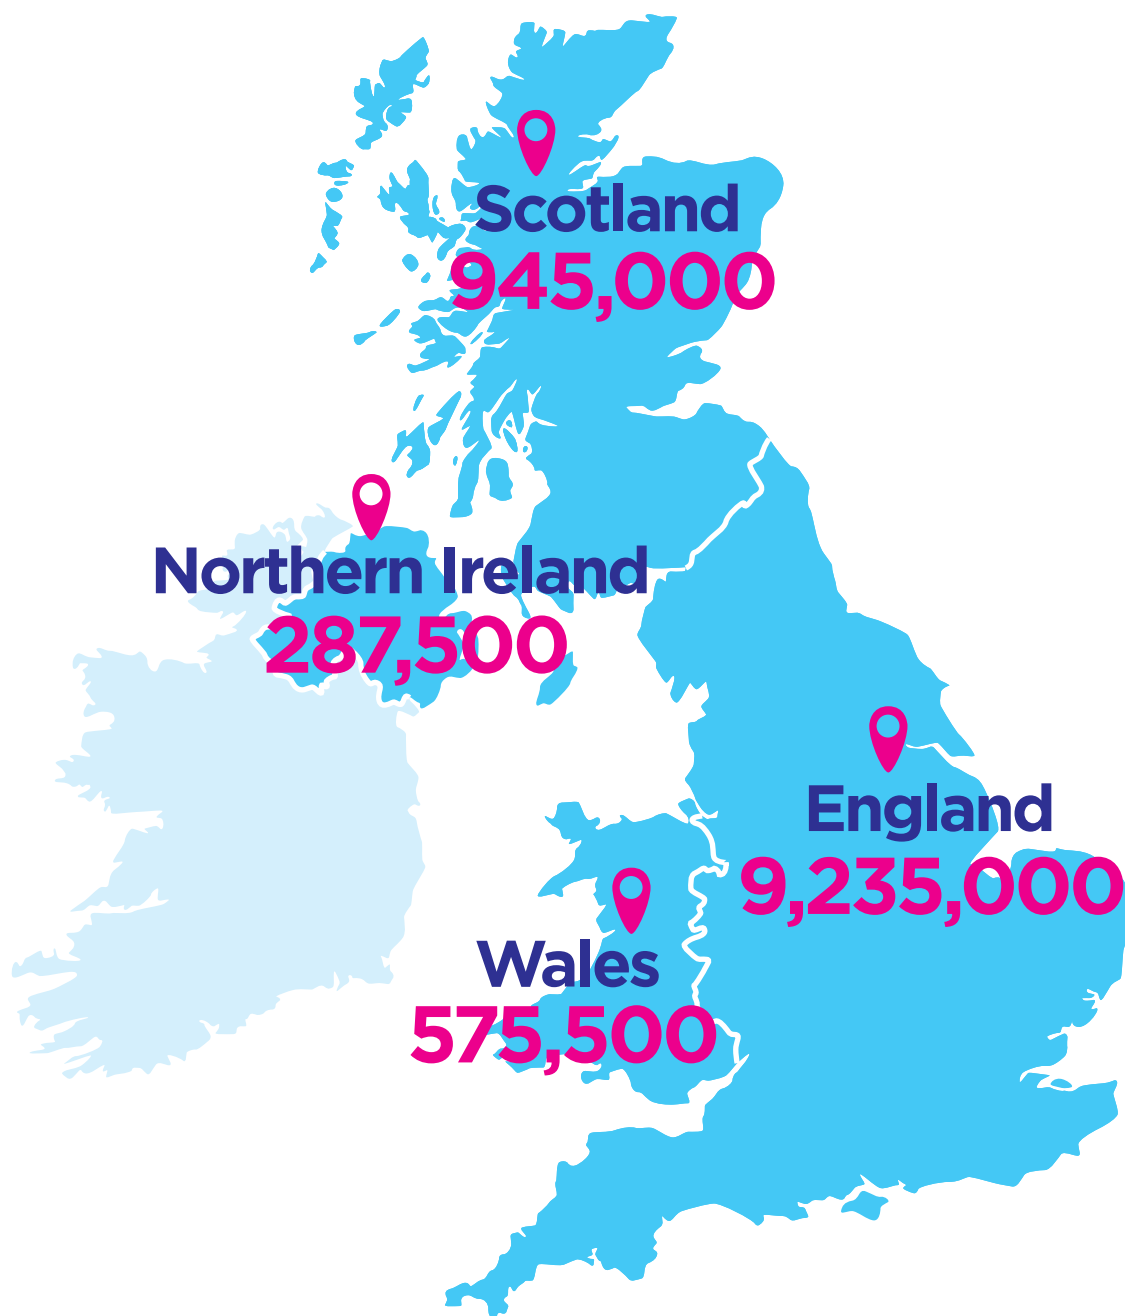 Scotland
945,000
Northern Ireland
287,500
England
9,235,000
Wales
575,500